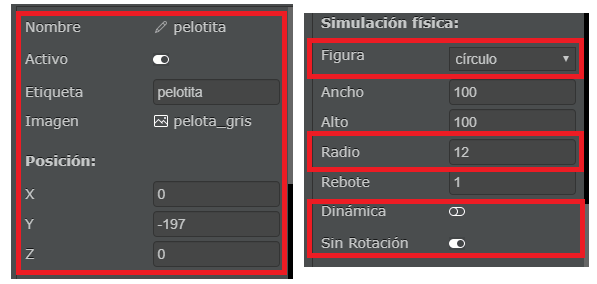 Nombre pelotita
Activo
Etiqueta pelotita
Imagen pelota_gris
Posición:
X 0
Y -197
Z 0
Simulación física:
Figura círculo
Ancho 100
Alto 100
Radio 12
Rebote 1
Dinámica
Sin Rotación